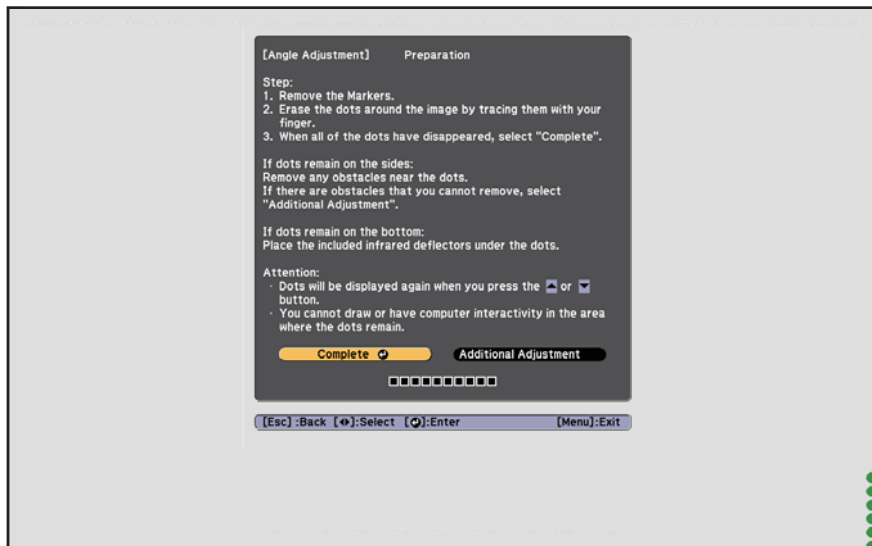 [Angle Adjustment] Preparation
Step:
1. Remove the Markers.
2. Erase the dots around the image by tracing them with your
finger.
3. When all of the dots have disappeared, select "Complete".
If dots remain on the sides:
Remove any obstacles near the dots.
If there are obstacles that you cannot remove, select
"Additional Adjustment".
If dots remain on the bottom:
Place the included infrared deflectors under the dots.
Attention:
· Dots will be displayed again when you press the ▲ or ▼
button.
· You cannot draw or have computer interactivity in the area
where the dots remain.
Complete Additional Adjustment
[Esc] :Back [◆]:Select [⏎]:Enter [Menu]:Exit